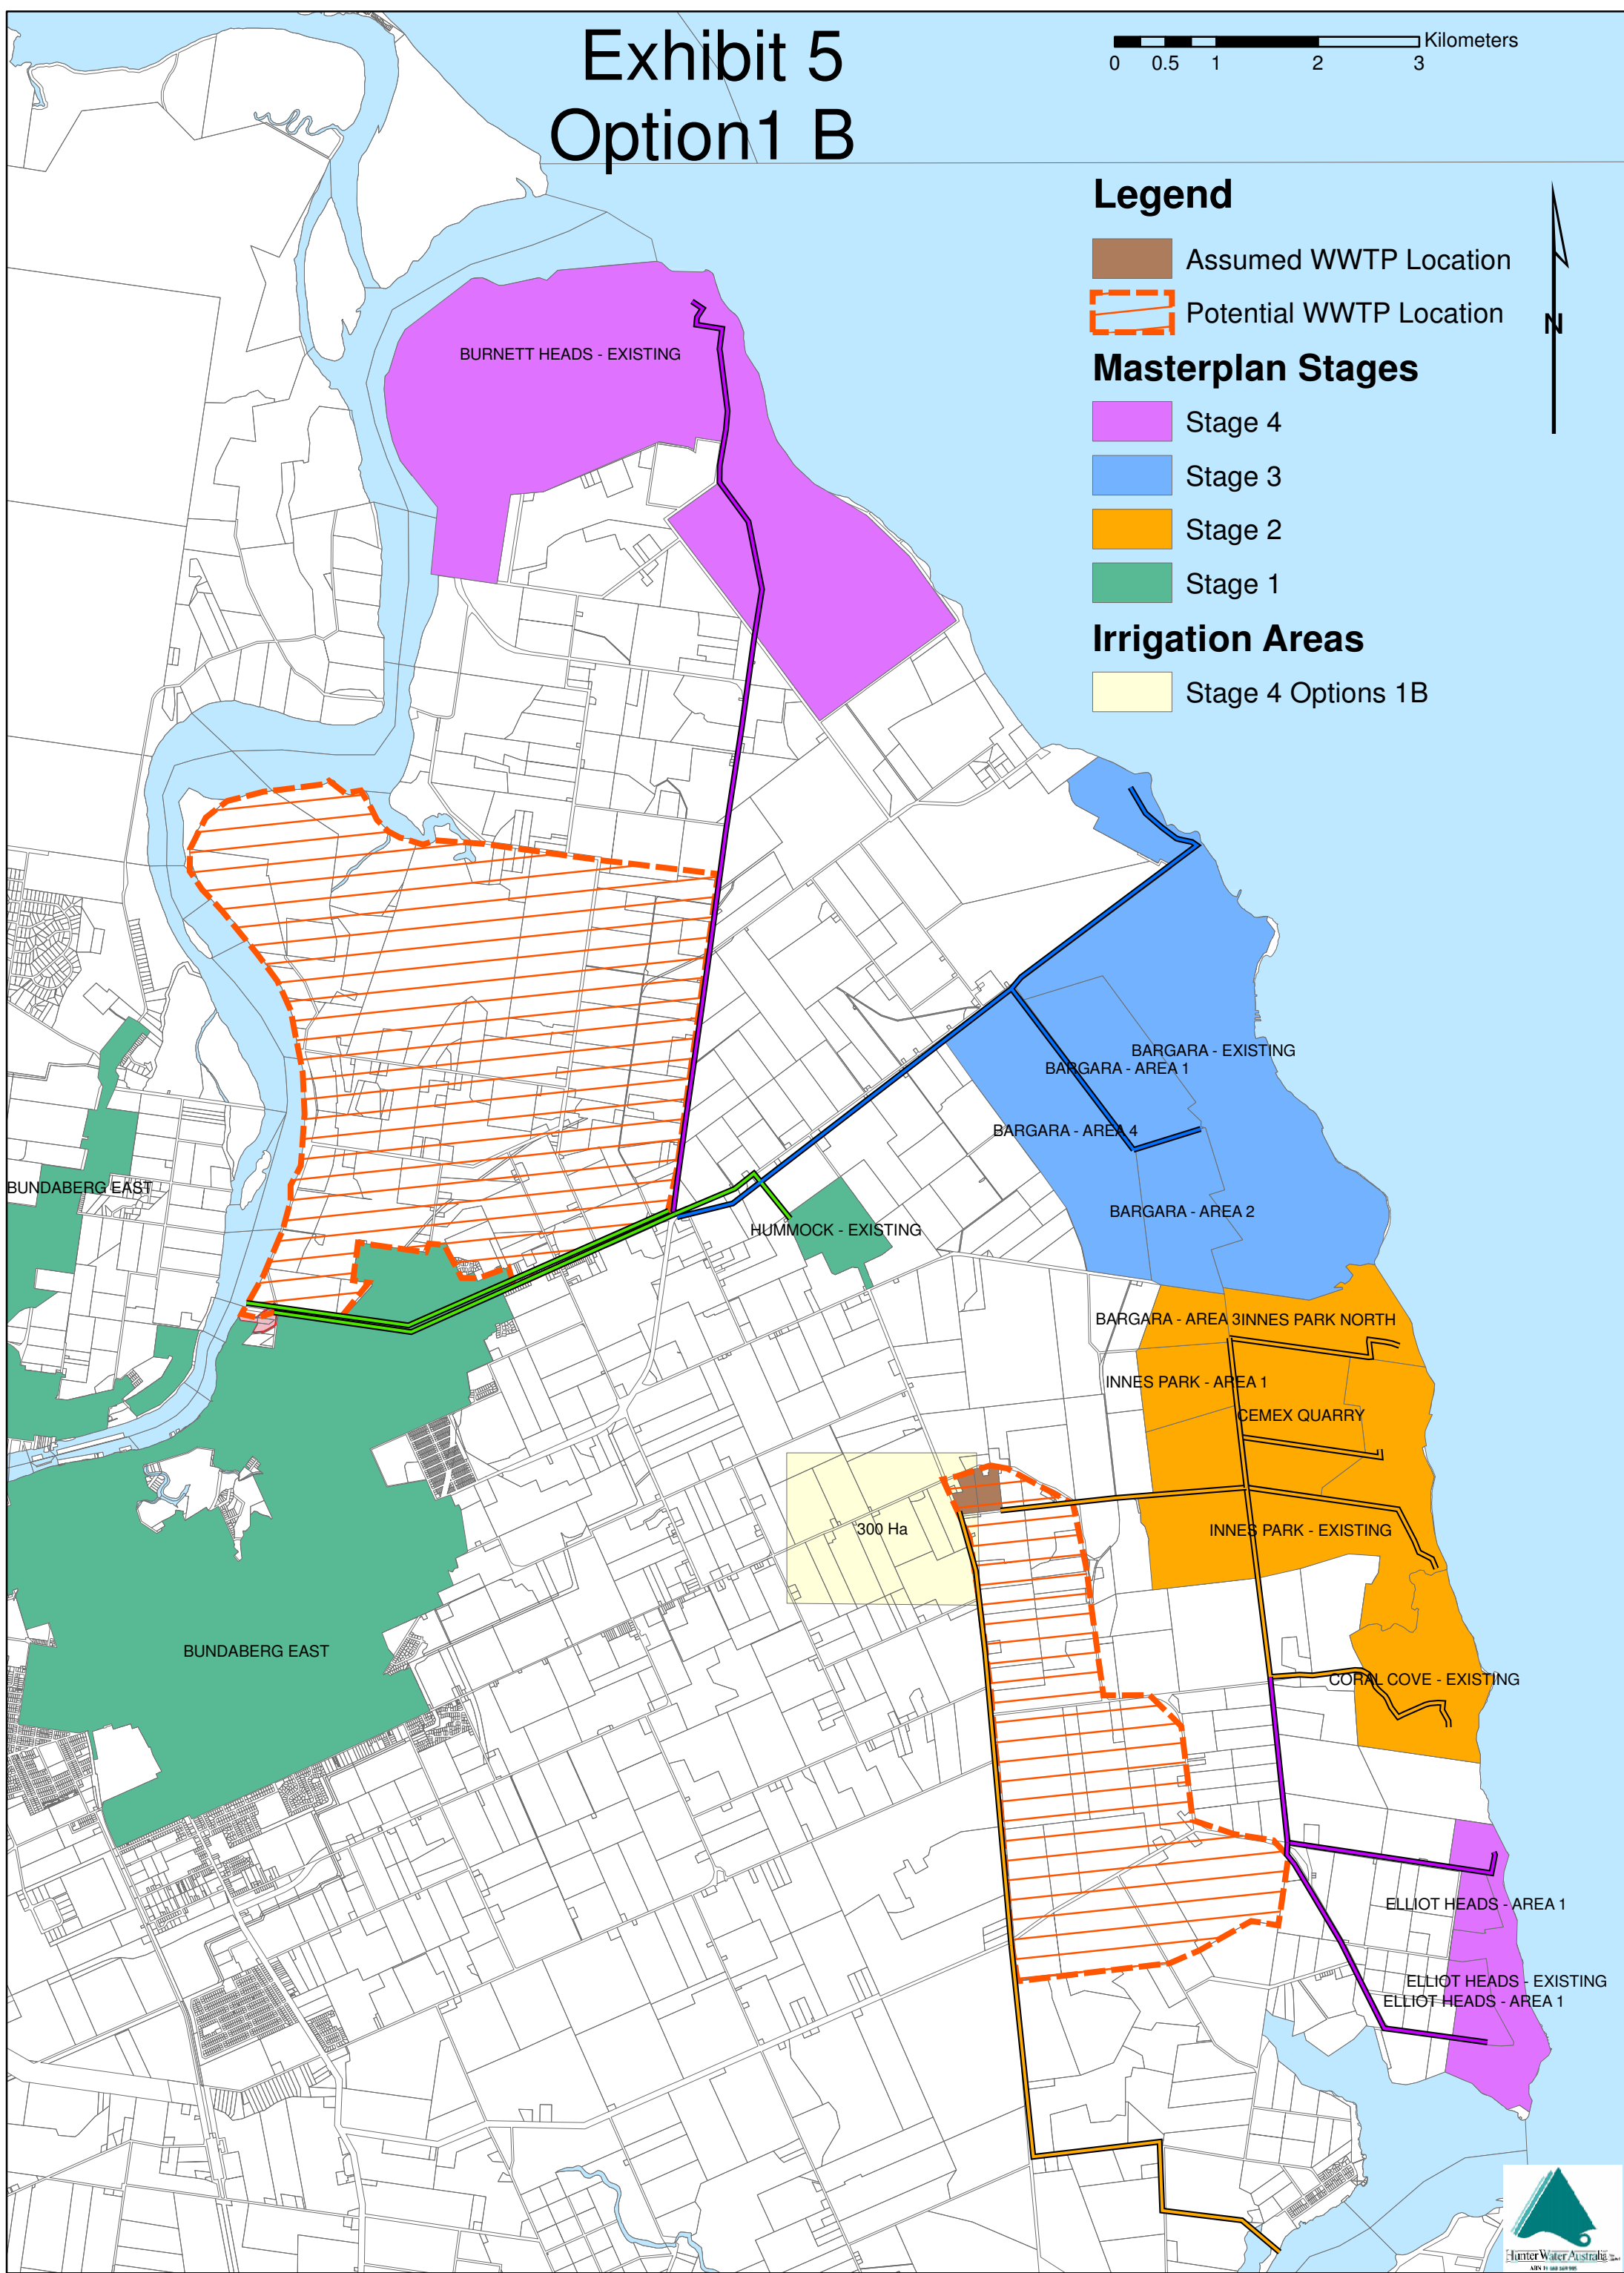 Exhibit 5
Option1 B
Kilometers
0 0.5 1 2 3
Legend
Assumed WWTP Location
Potential WWTP Location
N
Masterplan Stages
Stage 4
Stage 3
Stage 2
Stage 1
Irrigation Areas
Stage 4 Options 1B
BURNETT HEADS - EXISTING
BARGARA - EXISTING
BARGARA - AREA 1
BARGARA - AREA 4
BUNDABERG EAST
BARGARA - AREA 2
HUMMOCK - EXISTING
BARGARA - AREA 3INNES PARK NORTH
INNES PARK - AREA 1
CEMEX QUARRY
300 Ha
INNES PARK - EXISTING
BUNDABERG EAST
CORAL COVE - EXISTING
ELLIOT HEADS - AREA 1
ELLIOT HEADS - EXISTING
ELLIOT HEADS - AREA 1
Hunter Water Australia